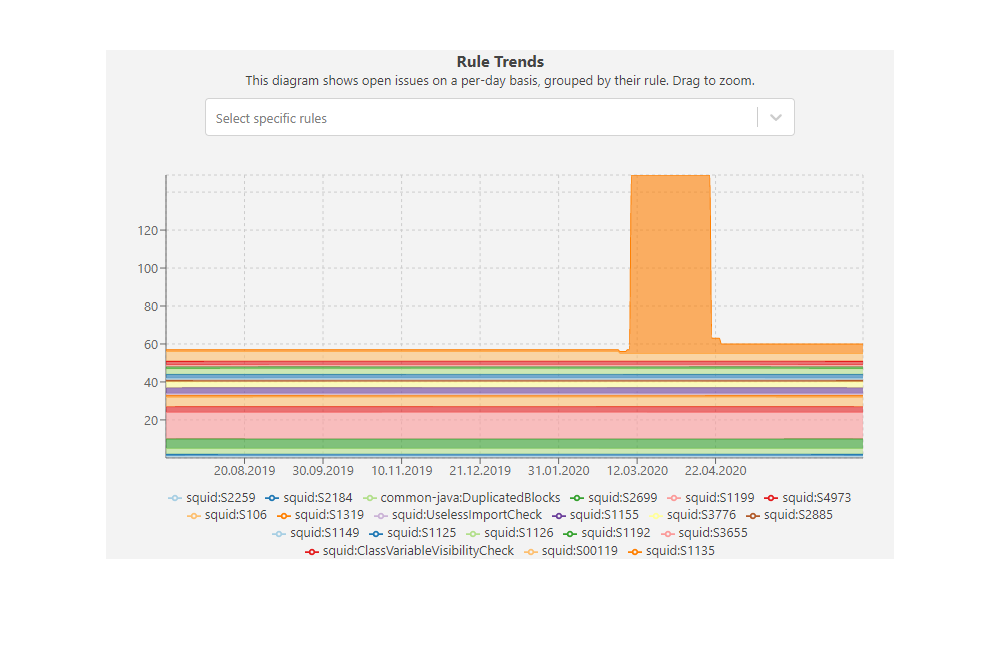 Rule Trends
This diagram shows open issues on a per-day basis, grouped by their rule. Drag to zoom.
Select specific rules
120
100
80
60
40
20
20.08.2019 30.09.2019 10.11.2019 21.12.2019 31.01.2020 12.03.2020 22.04.2020
squid:S2259 squid:S2184 common-java:DuplicatedBlocks squid:S2699 squid:S1199 squid:S4973
squid:S106 squid:S1319 squid:UselessImportCheck squid:S1155 squid:S3776 squid:S2885
squid:S1149 squid:S1125 squid:S1126 squid:S1192 squid:S3655
squid:ClassVariableVisibilityCheck squid:S00119 squid:S1135